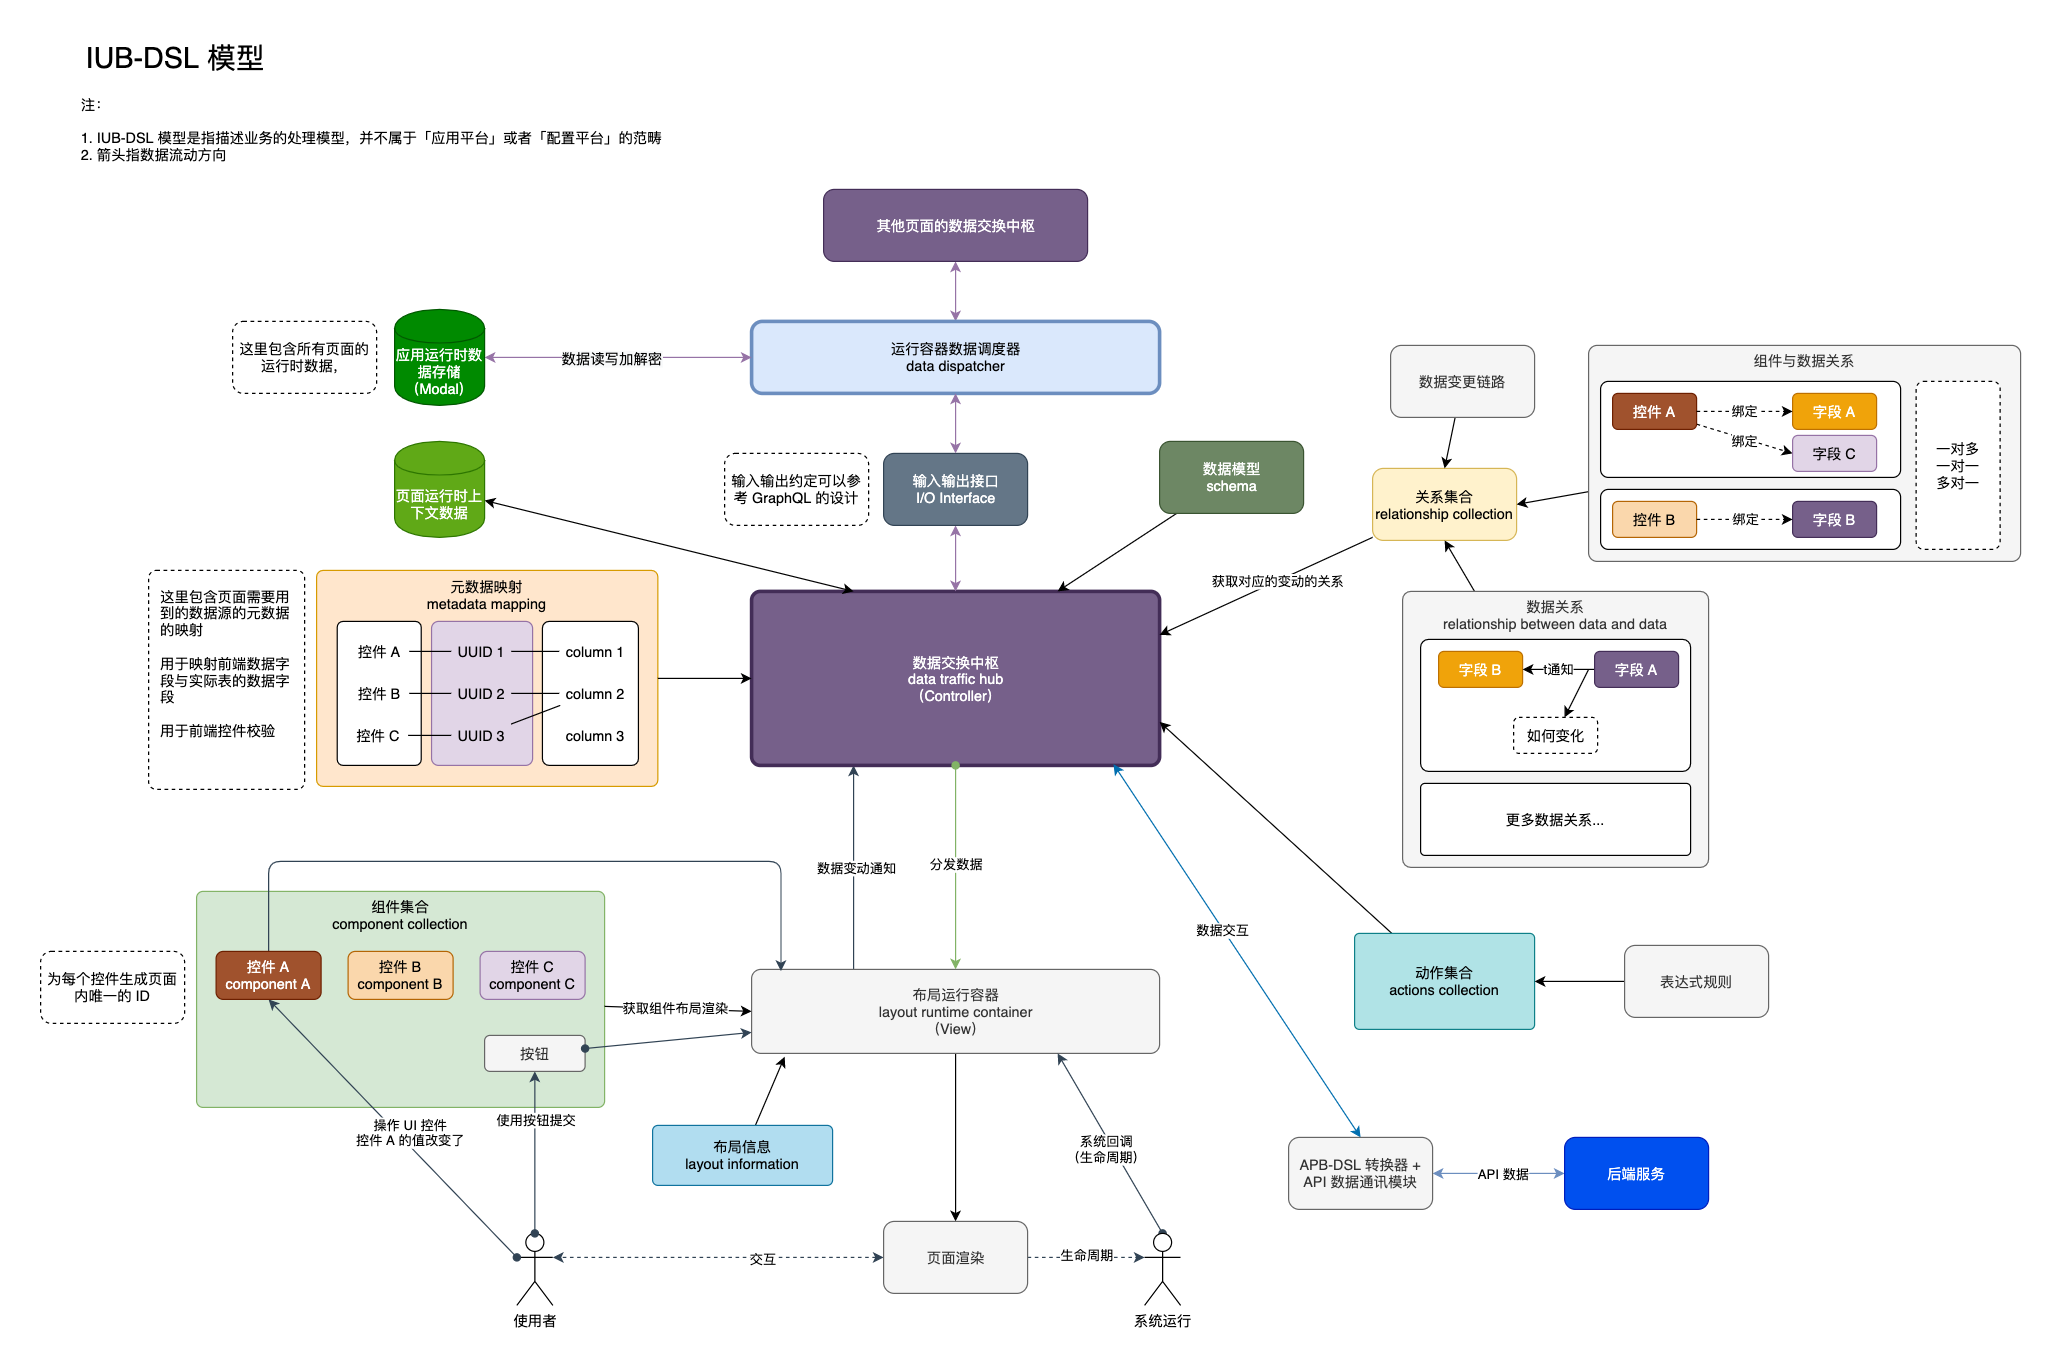 IUB-DSL 模型
注：
1. IUB-DSL 模型是指描述业务的处理模型，并不属于「应用平台」或者「配置平台」的范畴
2. 箭头指数据流动方向
其他页面的数据交换中枢
这里包含所有页面的
运行时数据，
应用运行时数
据存储
（Modal）
数据读写加解密
运行容器数据调度器
data dispatcher
数据变更链路
组件与数据关系
控件 A
绑定
字段 A
绑定
字段 C
控件 B
绑定
字段 B
一对多
一对一
多对一
页面运行时上
下文数据
输入输出约定可以参
考 GraphQL 的设计
输入输出接口
I/O Interface
数据模型
schema
关系集合
relationship collection
获取对应的变动的关系
这里包含页面需要用
到的数据源的元数据
的映射
用于映射前端数据字
段与实际表的数据字
段
用于前端控件校验
元数据映射
metadata mapping
控件 A
UUID 1
column 1
控件 B
UUID 2
column 2
控件 C
UUID 3
column 3
数据交换中枢
data traffic hub
（Controller）
数据关系
relationship between data and data
字段 B
t通知
字段 A
如何变化
更多数据关系...
数据变动通知
分发数据
数据交互
组件集合
component collection
控件 A
component A
控件 B
component B
控件 C
component C
按钮
为每个控件生成页面
内唯一的 ID
获取组件布局渲染
布局运行容器
layout runtime container
（View）
动作集合
actions collection
表达式规则
操作 UI 控件
控件 A 的值改变了
使用按钮提交
布局信息
layout information
系统回调
(生命周期)
APB-DSL 转换器 +
API 数据通讯模块
API 数据
后端服务
交互
页面渲染
生命周期
使用者
系统运行